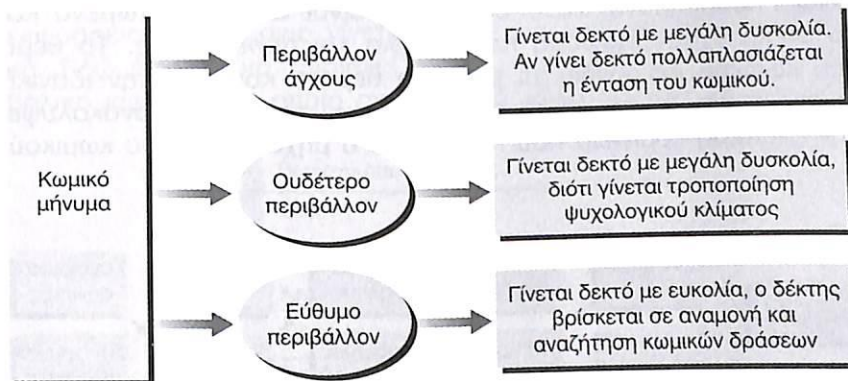 Κωμικό
μήνυμα
Περιβάλλον
άγχους
Γίνεται δεκτό με μεγάλη δυσκολία.
Αν γίνει δεκτό πολλαπλασιάζεται
η ένταση του κωμικού.
Ουδέτερο
περιβάλλον
Γίνεται δεκτό με μεγάλη δυσκολία,
διότι γίνεται τροποποίηση
ψυχολογικού κλίματος
Εύθυμο
περιβάλλον
Γίνεται δεκτό με ευκολία, ο δέκτης
βρίσκεται σε αναμονή και
αναζήτηση κωμικών δράσεων